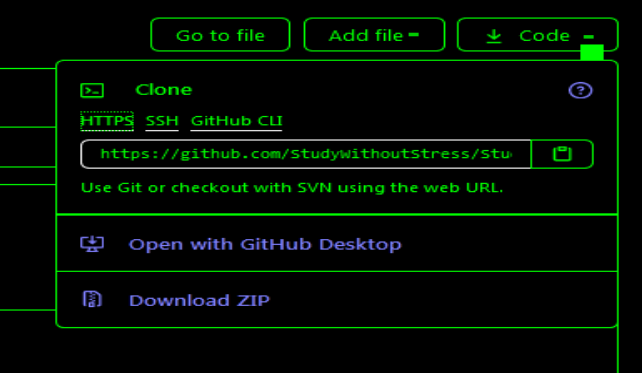 Go to file Add file Code
Clone
HTTPS SSH GitHub CLI
https://github.com/StudyWithoutStress/Stu
Use Git or checkout with SVN using the web URL.
Open with GitHub Desktop
Download ZIP